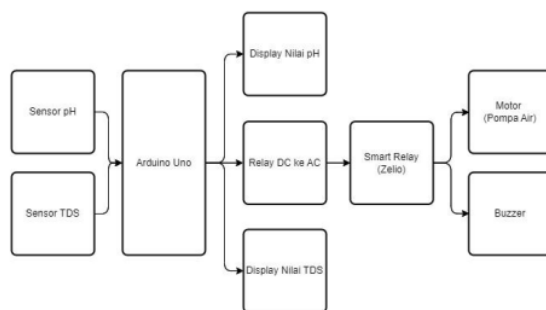 Sensor pH
Sensor TDS
Arduino Uno
Display Nilai pH
Relay DC ke AC
Display Nilai TDS
Smart Relay
(Zelio)
Motor
(Pompa Air)
Buzzer